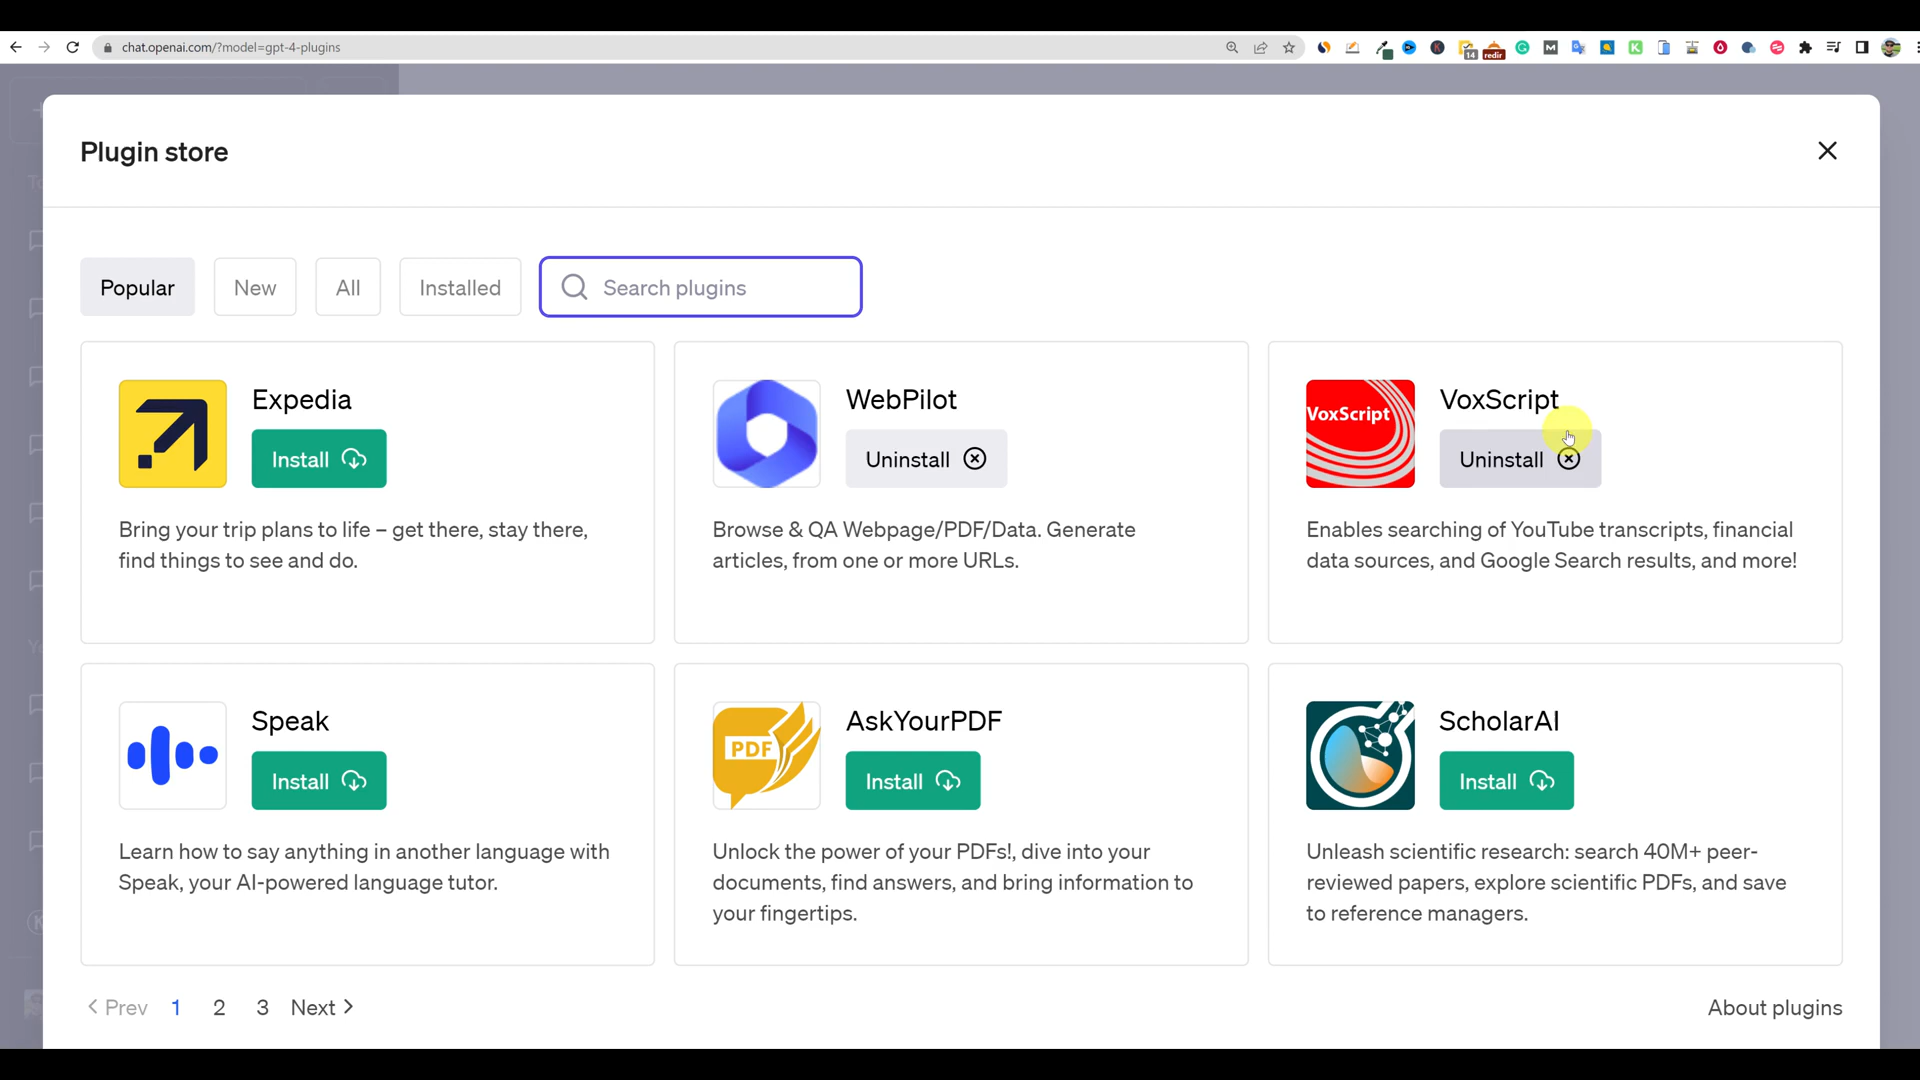 chat.openai.com/?model=gpt-4-plugins
14
redir
Plugin store
Popular
New
All
Installed
Search plugins
Expedia
Install
Bring your trip plans to life – get there, stay there,
find things to see and do.
WebPilot
Uninstall
Browse & QA Webpage/PDF/Data. Generate
articles, from one or more URLs.
VoxScript
VoxScript
Uninstall
Enables searching of YouTube transcripts, financial
data sources, and Google Search results, and more!
Speak
Install
Learn how to say anything in another language with
Speak, your AI-powered language tutor.
PDF
AskYourPDF
Install
Unlock the power of your PDFs!, dive into your
documents, find answers, and bring information to
your fingertips.
ScholarAI
Install
Unleash scientific research: search 40M+ peer-
reviewed papers, explore scientific PDFs, and save
to reference managers.
Prev 1 2 3 Next
About plugins